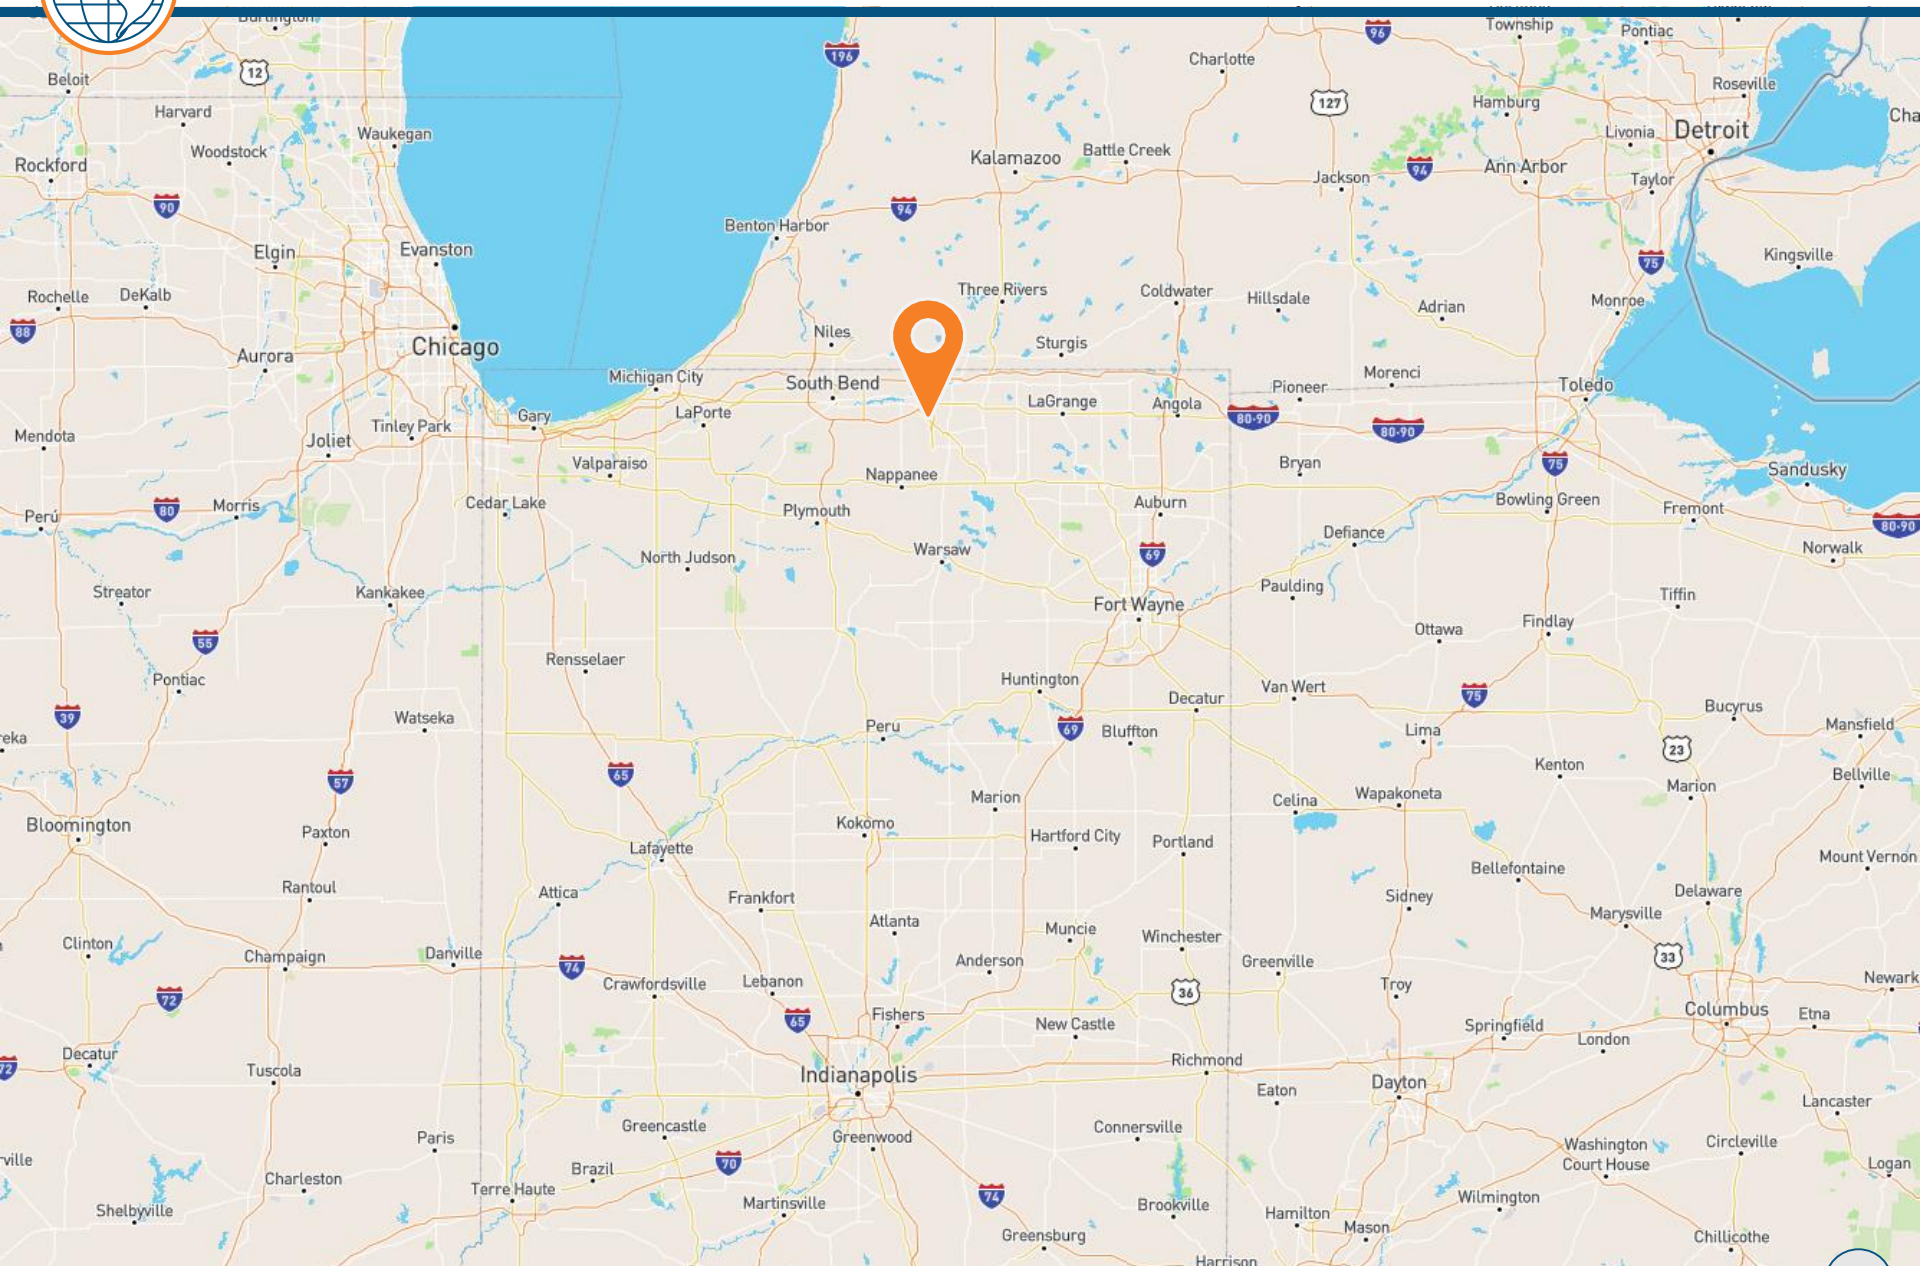 Burlington
Township
Pontiac
96
196
Charlotte
12
Beloit
Roseville
127
Hamburg
Harvard
Cha
Waukegan
Livonia
Detroit
Woodstock
Kalamazoo
Battle Creek
Rockford
Ann Arbor
94
Jackson
Taylor
90
94
Benton Harbor
Elgin
Evanston
Kingsville
75
Three Rivers
Coldwater
Hillsdale
Rochelle
DeKalb
Monroe
Adrian
88
Niles
Sturgis
Chicago
Aurora
Michigan City
Morenci
South Bend
Pioneer
Toledo
LaGrange
Angola
LaPorte
Gary
80-90
Tinley Park
80-90
Mendota
Joliet
Valparaiso
Bryan
75
Sandusky
Nappanee
Bowling Green
Cedar Lake
Auburn
Morris
80
Plymouth
Fremont
Perú
80-90
Defiance
Warsaw
69
Norwalk
North Judson
Streator
Kankakee
Paulding
Tiffin
Fort Wayne
Findlay
Ottawa
55
Rensselaer
Pontiac
Huntington
Van Wert
75
Decatur
Bucyrus
39
Watseka
Peru
69
Bluffton
Lima
Mansfield
reka
23
Kenton
65
57
Bellville
Marion
Marion
Celina
Wapakoneta
Bloomington
Paxton
Kokomo
Hartford City
Portland
Lafayette
Mount Vernon
Bellefontaine
Rantoul
Attica
Frankfort
Delaware
Sidney
Atlanta
Marysville
Muncie
Winchester
Clinton
Champaign
Danville
74
Anderson
Greenville
33
Crawfordsville
Lebanon
Newark
72
36
Troy
65
Fishers
New Castle
Springfield
Columbus
Etna
London
Decatur
72
Tuscola
Indianapolis
Richmond
Eaton
Dayton
Lancaster
Greencastle
Connersville
Paris
Greenwood
Washington
Court House
Circleville
rville
70
Brazil
Logan
Charleston
Terre Haute
74
Martinsville
Wilmington
Shelbyville
Brookville
Hamilton
Mason
Greensburg
Chillicothe
Harrison